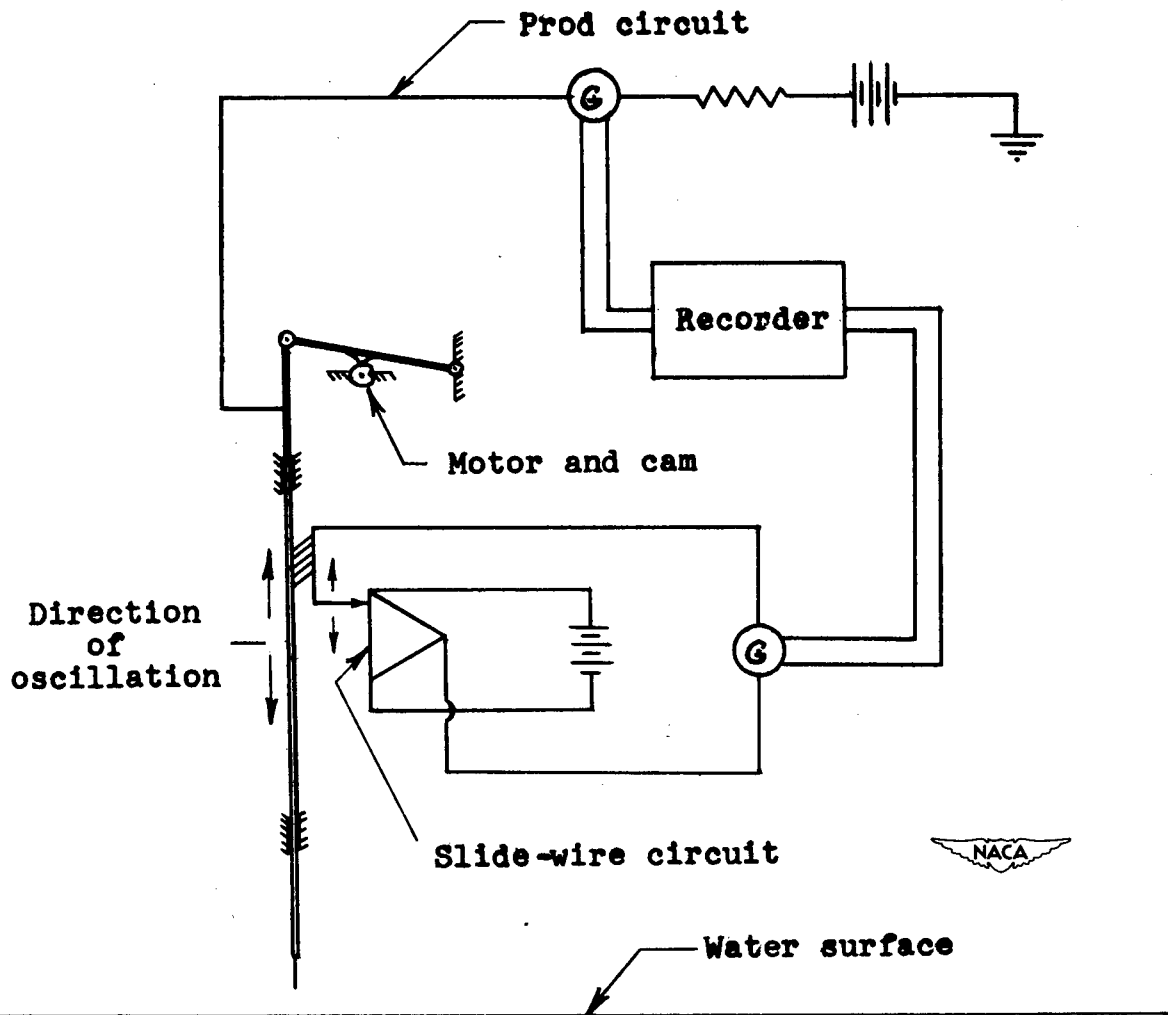 Prod circuit
G
Recorder
Motor and cam
Direction
of
oscillation
G
Slide-wire circuit
NACA
Water surface